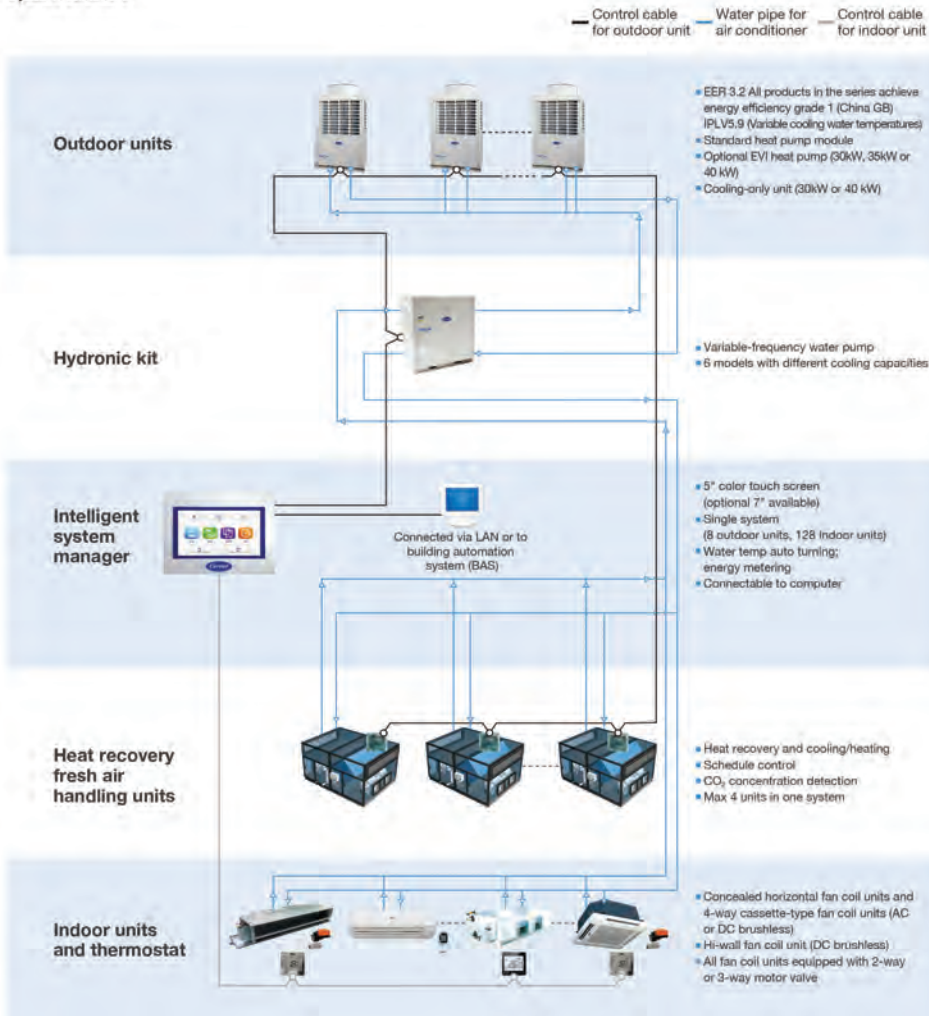 Control cable
for outdoor unit
Water pipe for
air conditioner
Control cable
for indoor unit
Outdoor units
EER 3.2 All products in the series achieve
energy efficiency grade 1 (China GB)
IPLV5.9 (Variable cooling water temperatures)
Standard heat pump module
Optional EVI heat pump (30kW, 35kW or
40 kW)
Cooling-only unit (30kW or 40 kW)
Hydronic kit
Variable-frequency water pump
6 models with different cooling capacities
Intelligent
system
manager
Carrier
Connected via LAN or to
building automation
system (BAS)
5" color touch screen
(optional 7" available)
Single system
(8 outdoor units, 128 indoor units)
Water temp auto turning;
energy metering
Connectable to computer
Heat recovery
fresh air
handling units
Heat recovery and cooling/heating
Schedule control
CO₂ concentration detection
Max 4 units in one system
Indoor units
and thermostat
Concealed horizontal fan coil units and
4-way cassette-type fan coil units (AC
or DC brushless)
Hi-wall fan coil unit (DC brushless)
All fan coil units equipped with 2-way
or 3-way motor valve